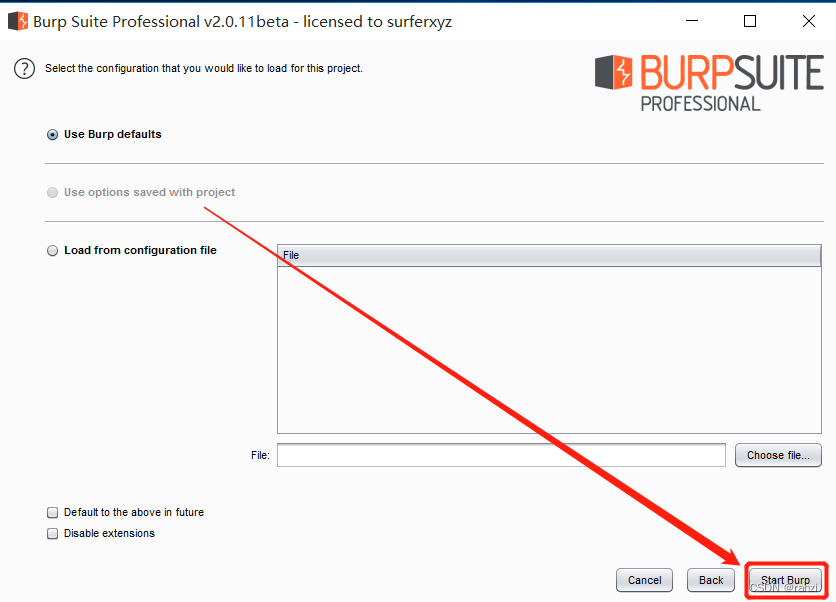 Burp Suite Professional v2.0.11beta - licensed to surferxyz
? Select the configuration that you would like to load for this project.
BURPSUITE
PROFESSIONAL
Use Burp defaults
Use options saved with project
Load from configuration file
File
File:
Choose file...
Default to the above in future
Disable extensions
Cancel
Back
Start Burp
CSDN @rahzi